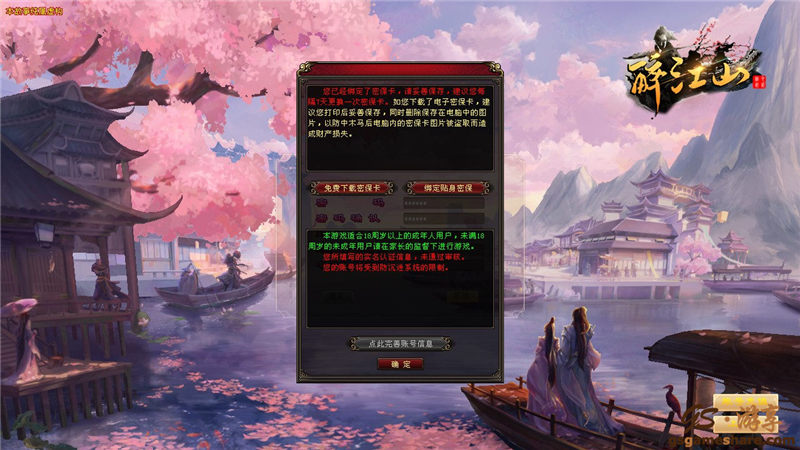 本故事纯属虚构
醉江山
您已经绑定了密保卡，请妥善保存，建议您每
隔7天更换一次密保卡。如您下载了电子密保卡，建
议您打印后妥善保存，同时删除保存在电脑中的图
片，以防中木马后电脑内的密保卡图片被盗取而造
成财产损失。
免费下载密保卡 绑定贴身密保
密 码 ******
密码确认 ******
本游戏适合18周岁以上的成年人用户，未满18
周岁的未成年用户请在家长的监督下进行游戏。
您所填写的实名认证信息，未通过审核。
您的账号将受到防沉迷系统的限制。
点此完善账号信息
确 定
GS·游享
gsgameshare.com